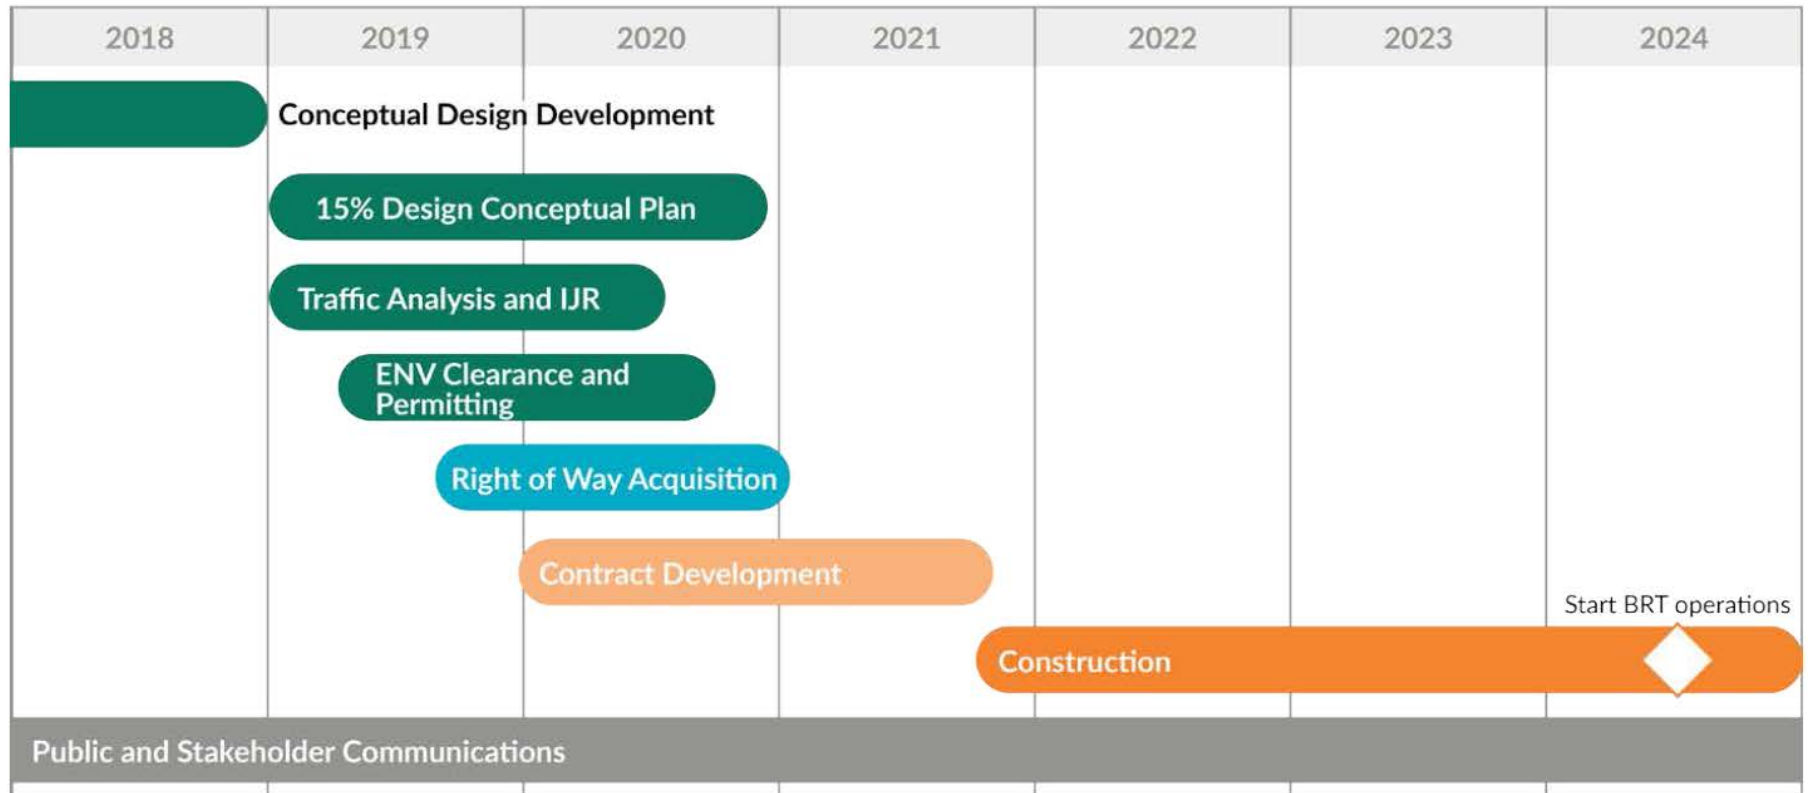 2018 2019 2020 2021 2022 2023 2024
Conceptual Design Development
15% Design Conceptual Plan
Traffic Analysis and IJR
ENV Clearance and
Permitting
Right of Way Acquisition
Contract Development
Start BRT operations
Construction
Public and Stakeholder Communications